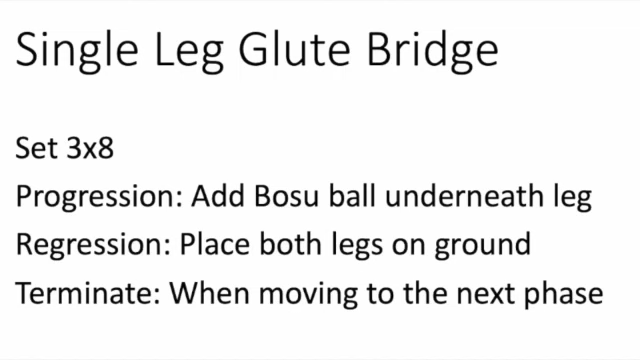 Single Leg Glute Bridge
Set 3x8
Progression: Add Bosu ball underneath leg
Regression: Place both legs on ground
Terminate: When moving to the next phase